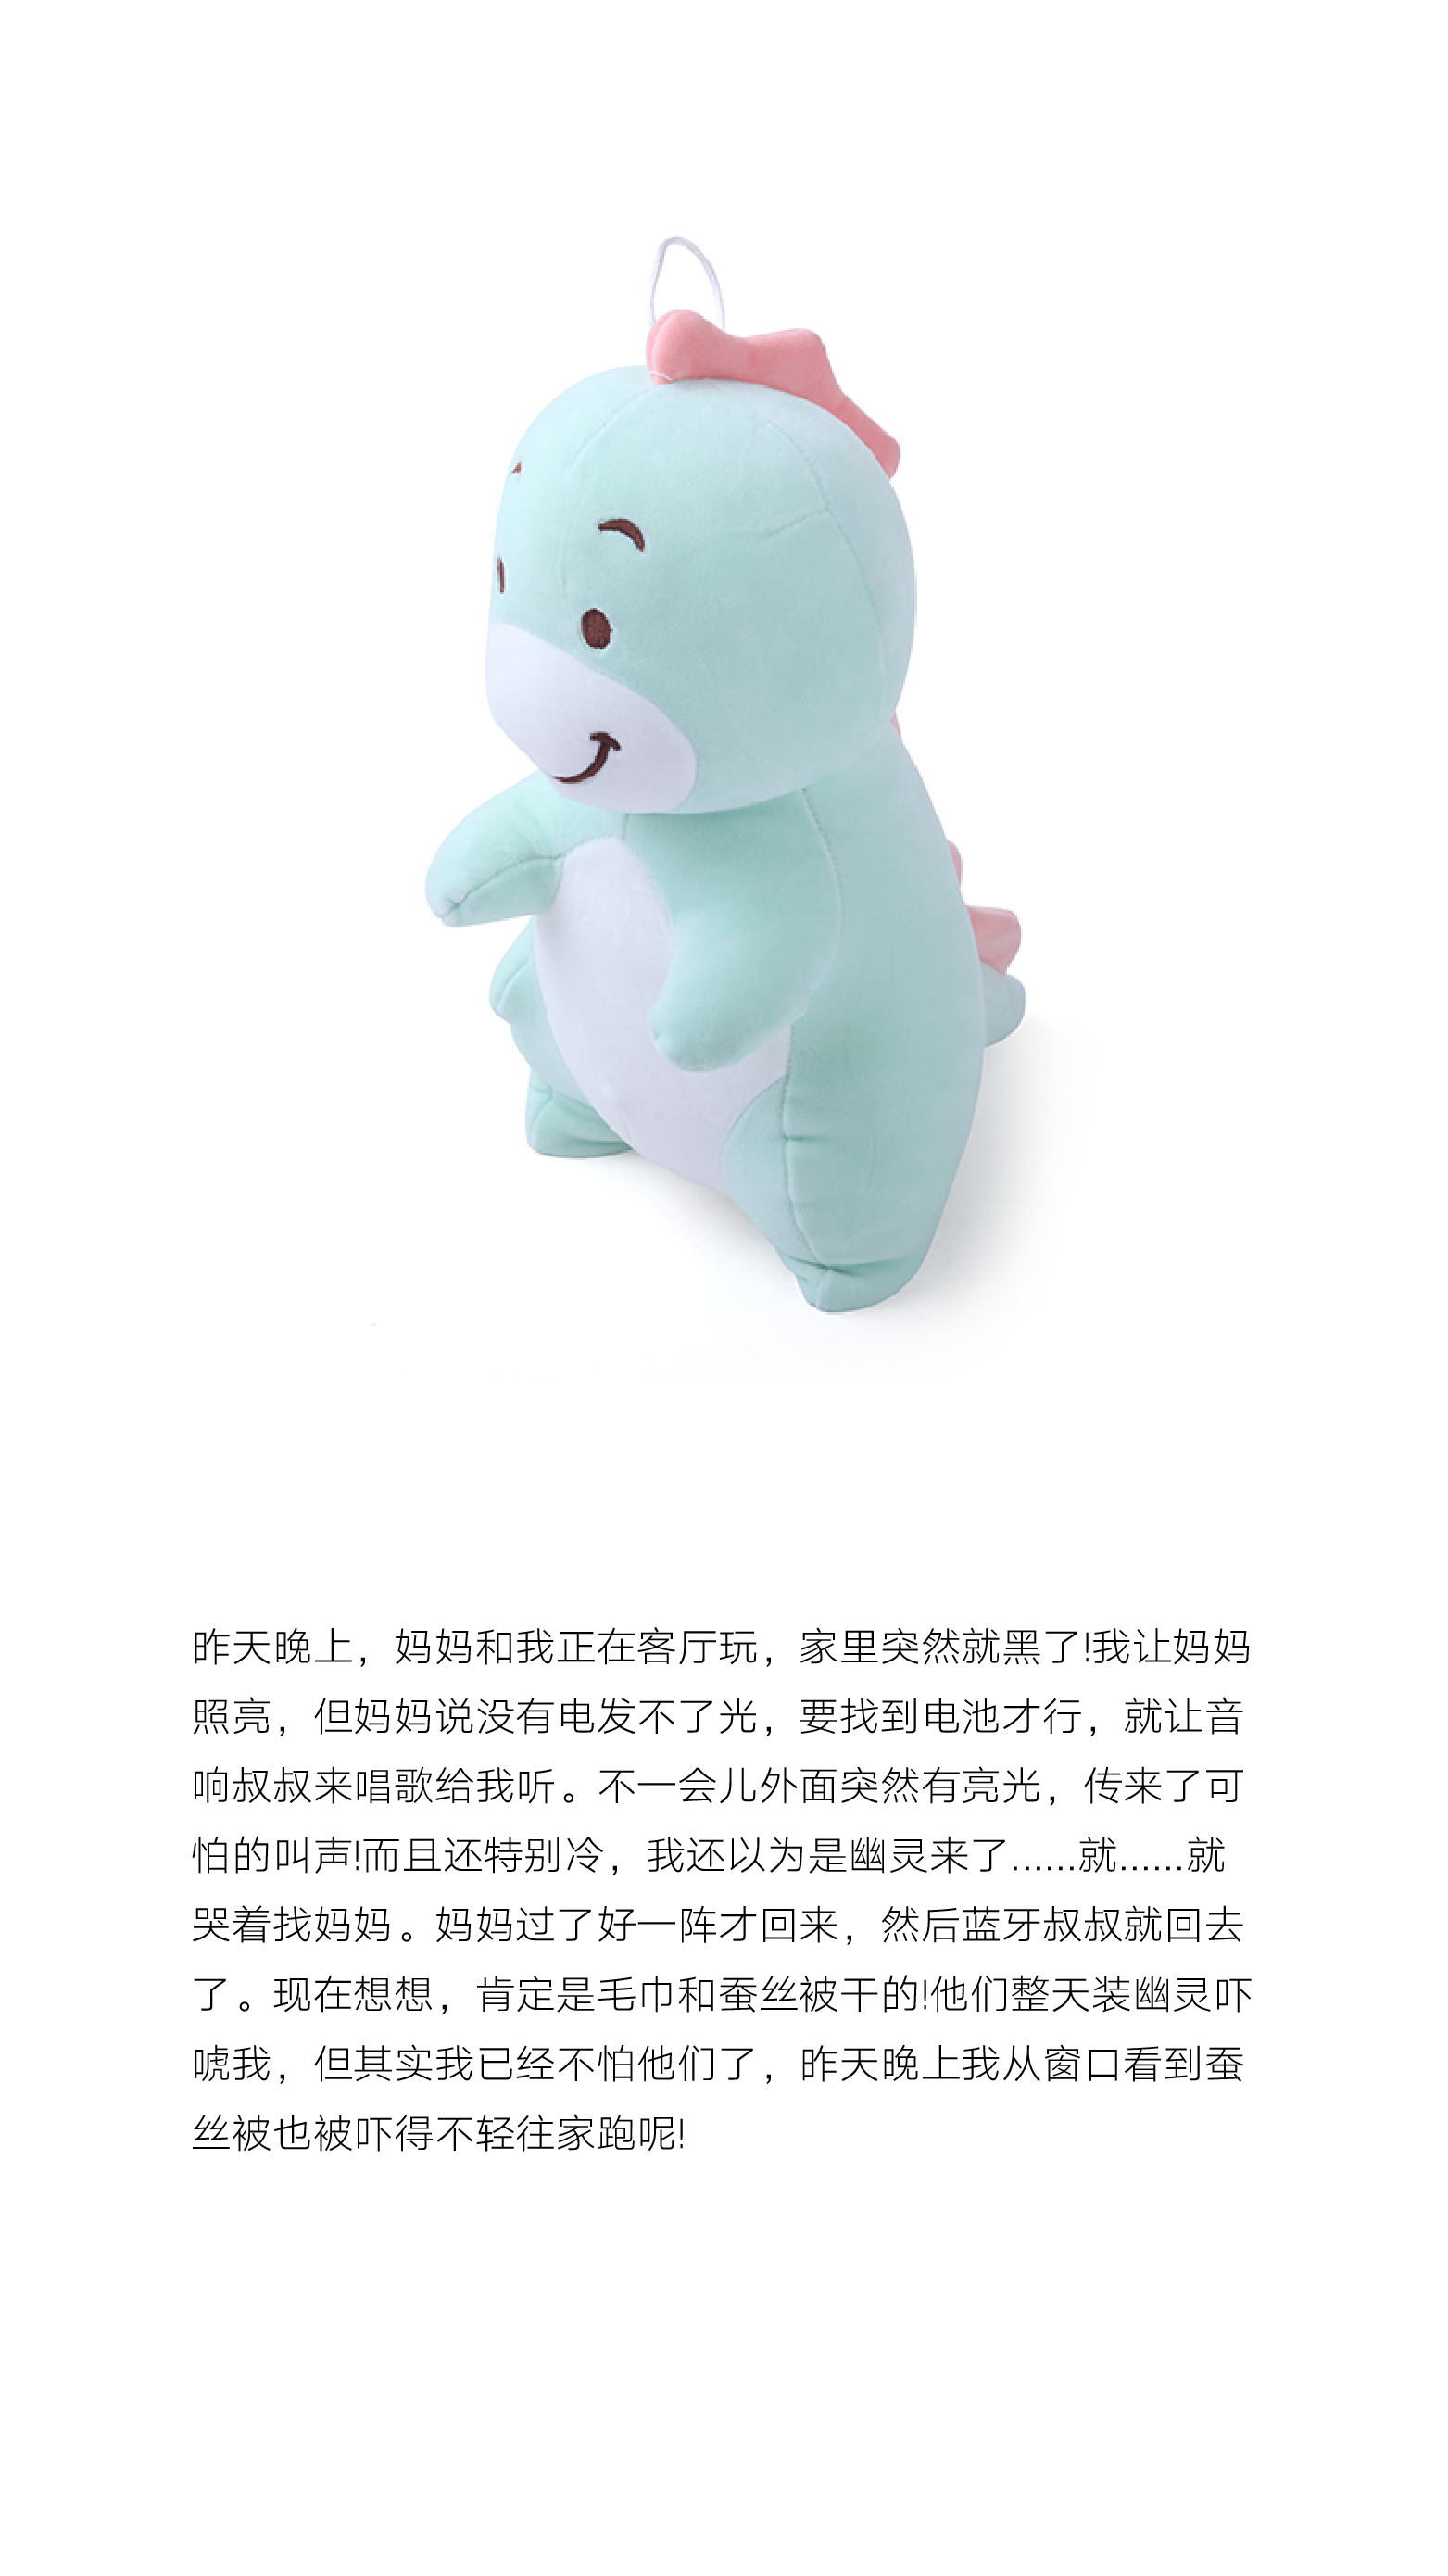 昨天晚上，妈妈和我正在客厅玩，家里突然就黑了!我让妈妈
照亮，但妈妈说没有电发不了光，要找到电池才行，就让音
响叔叔来唱歌给我听。不一会儿外面突然有亮光，传来了可
怕的叫声!而且还特别冷，我还以为是幽灵来了......就......就
哭着找妈妈。妈妈过了好一阵才回来，然后蓝牙叔叔就回去
了。现在想想，肯定是毛巾和蚕丝被干的!他们整天装幽灵吓
唬我，但其实我已经不怕他们了，昨天晚上我从窗口看到蚕
丝被也被吓得不轻往家跑呢!